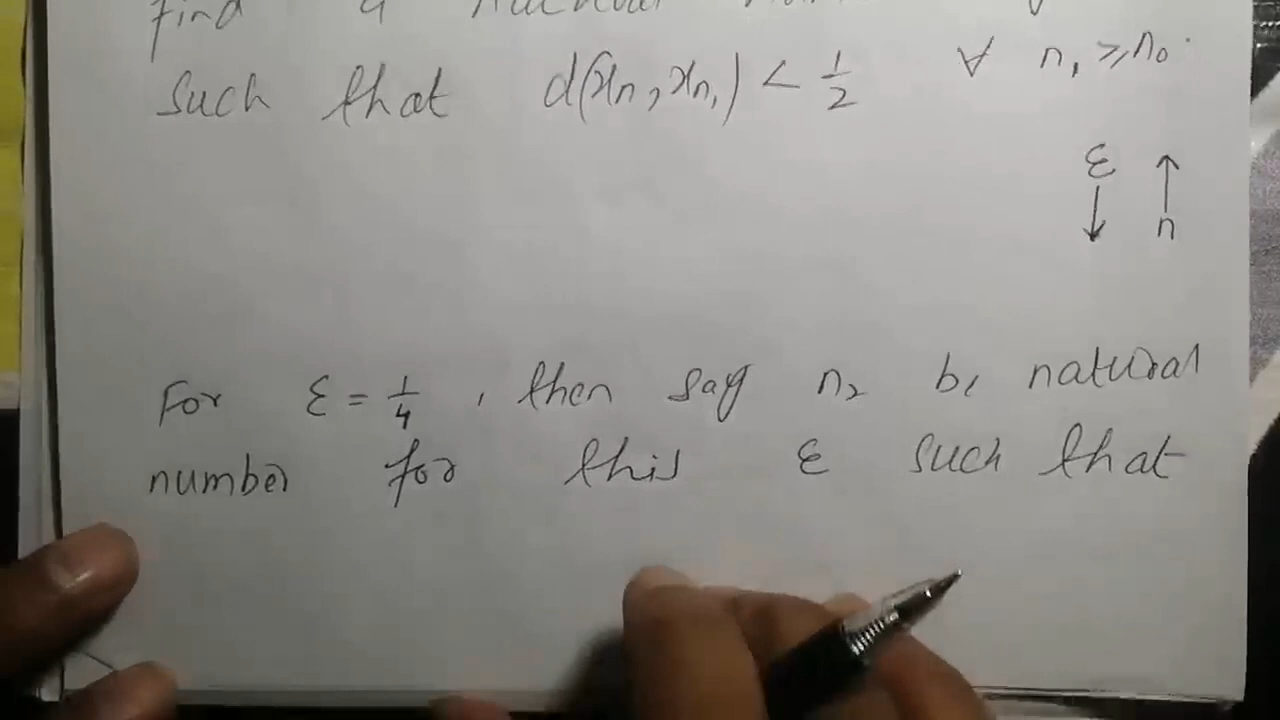 find a
such that d(xn, xn₁) < 1/2 ∀ n₁ ≥ n₀.
ε ↑
↓ n
For ε = 1/4, then say n₂ be natural
number for this ε such that